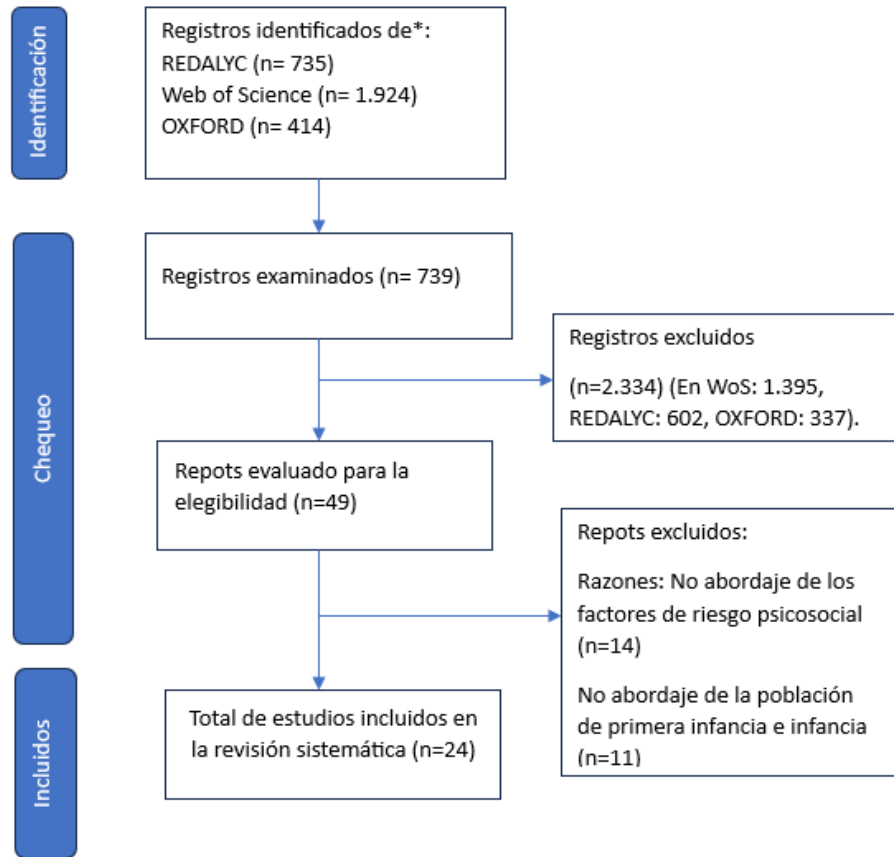 Identificación
Registros identificados de*:
REDALYC (n= 735)
Web of Science (n= 1.924)
OXFORD (n= 414)
Chequeo
Registros examinados (n= 739)
Registros excluidos
(n=2.334) (En WoS: 1.395,
REDALYC: 602, OXFORD: 337).
Repots evaluado para la
elegibilidad (n=49)
Repots excluidos:
Razones: No abordaje de los
factores de riesgo psicosocial
(n=14)
No abordaje de la población
de primera infancia e infancia
(n=11)
Incluidos
Total de estudios incluidos en
la revisión sistemática (n=24)